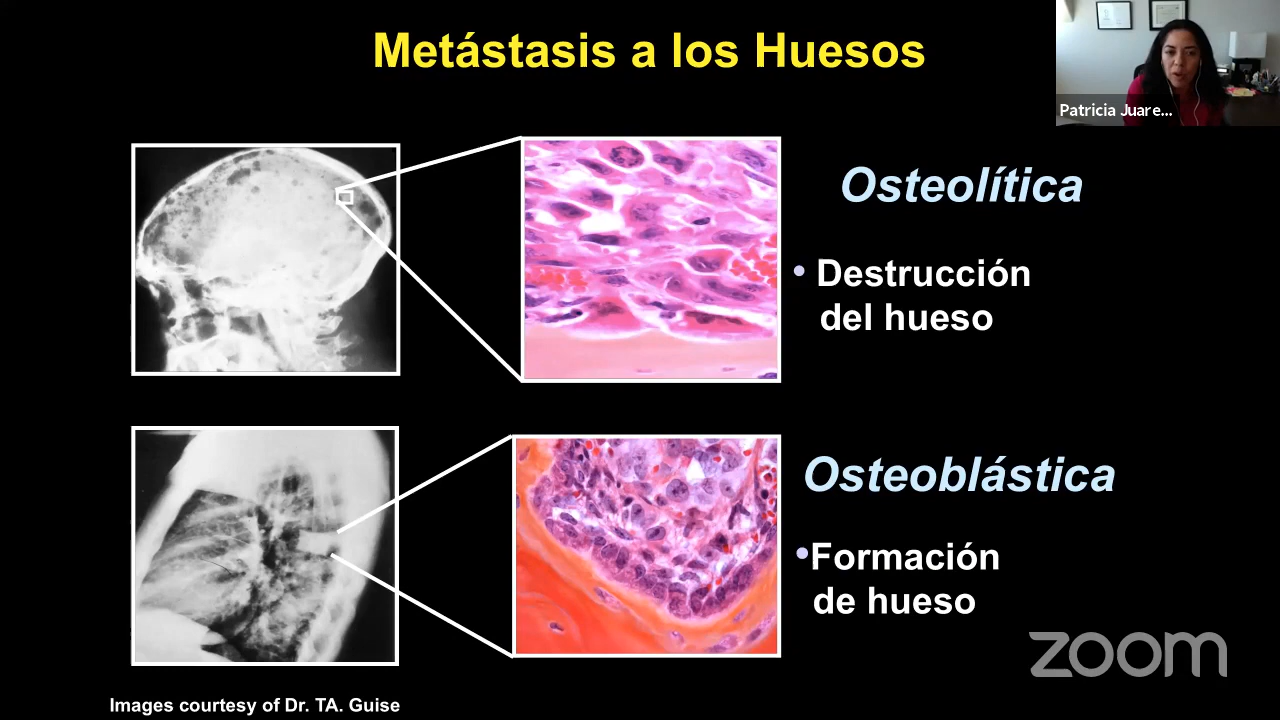 Metástasis a los Huesos
Patricia Juare...
Osteolítica
• Destrucción
del hueso
Osteoblástica
•Formación
de hueso
zoom
Images courtesy of Dr. TA. Guise